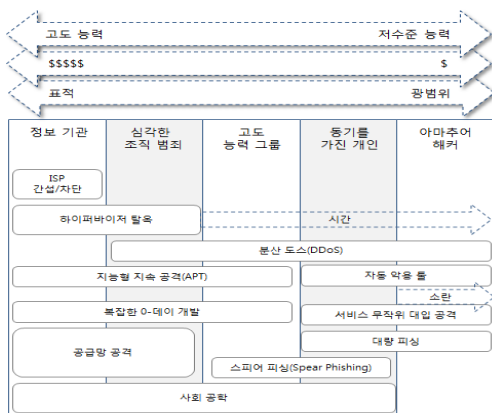 고도 능력 저수준 능력
$$$$$ $
표적 광범위
정보 기관 심각한 조직 범죄 고도 능력 그룹 동기를 가진 개인 아마추어 해커
ISP
간섭/차단
하이퍼바이저 탈옥 시간
분산 도스(DDoS)
지능형 지속 공격(APT) 자동 악용 툴
소란
복잡한 0-데이 개발 서비스 무작위 대입 공격
공급망 공격 대량 피싱
스피어 피싱(Spear Phishing)
사회 공학